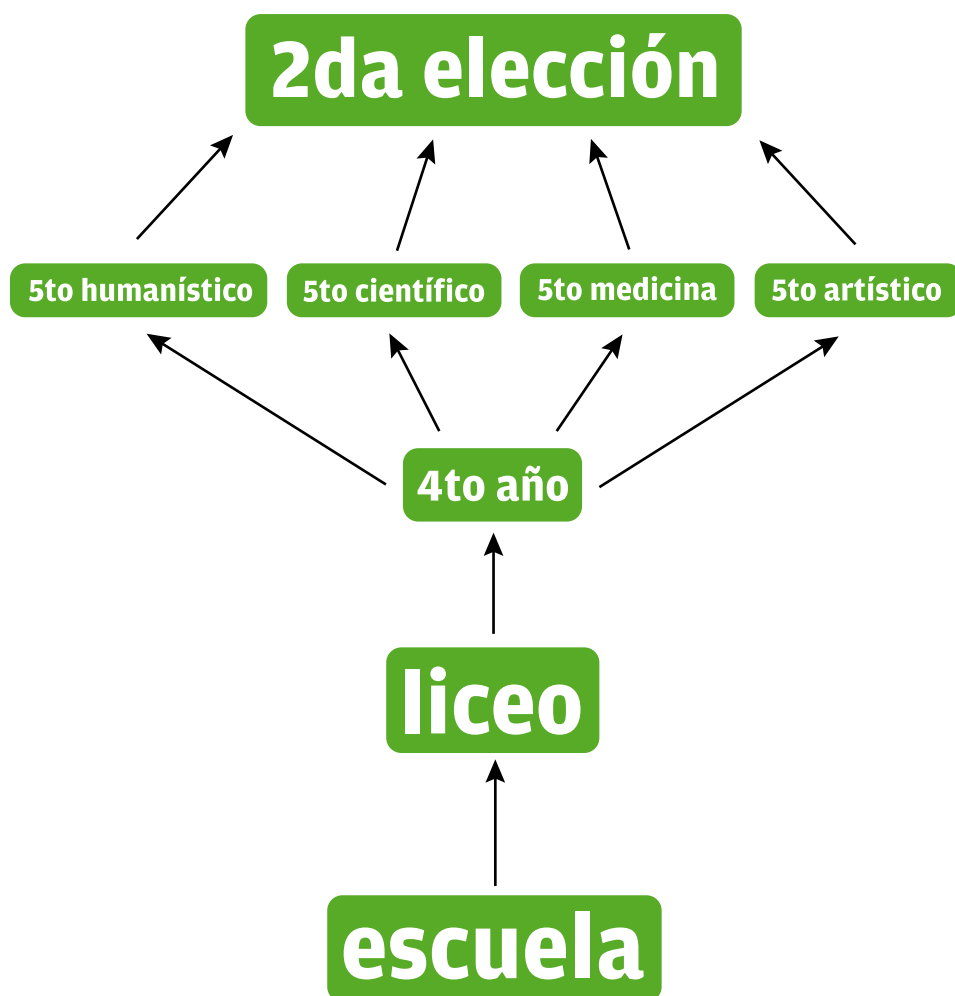 2da elección
5to humanístico
5to científico
5to medicina
5to artístico
4to año
liceo
escuela